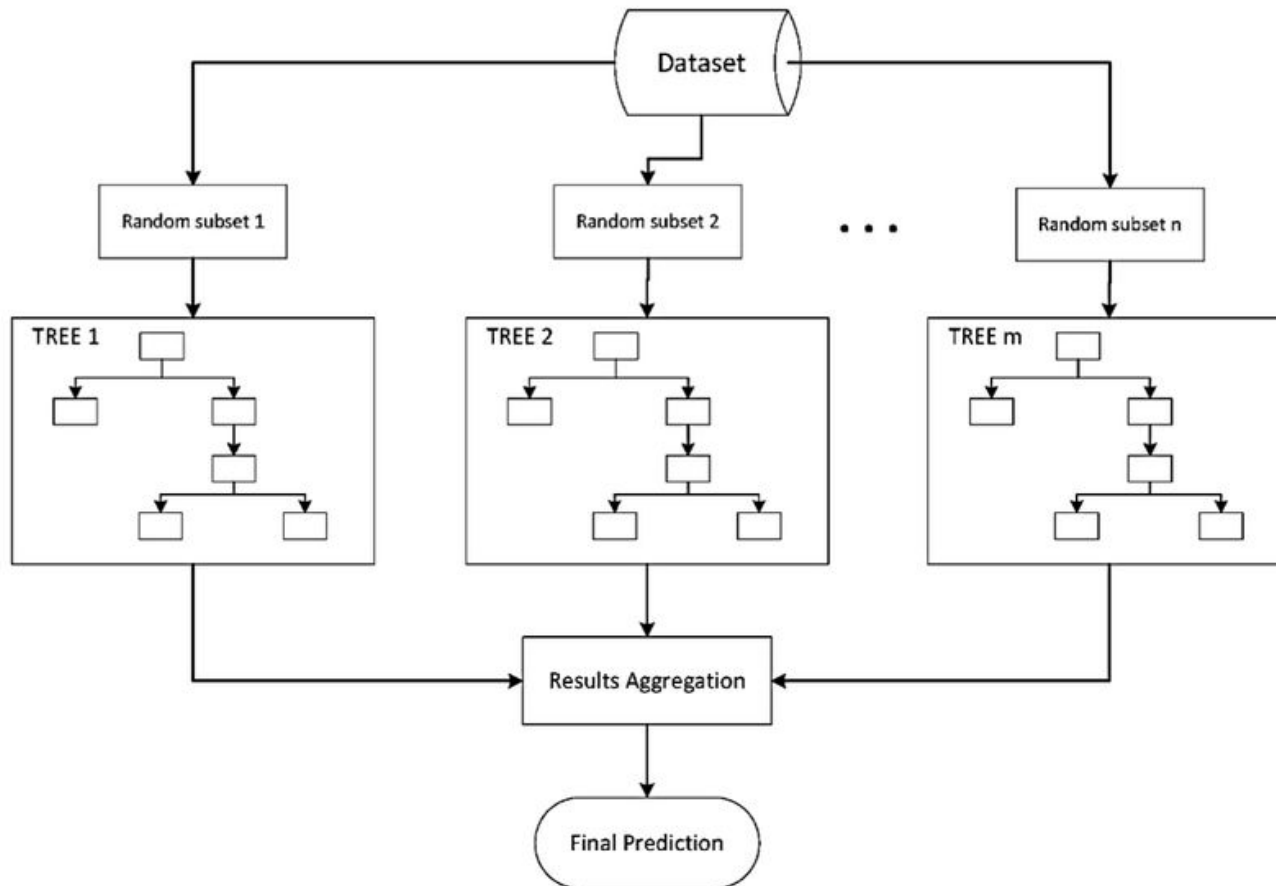 Dataset
Random subset 1
Random subset 2
Random subset n
TREE 1
TREE 2
TREE m
Results Aggregation
Final Prediction